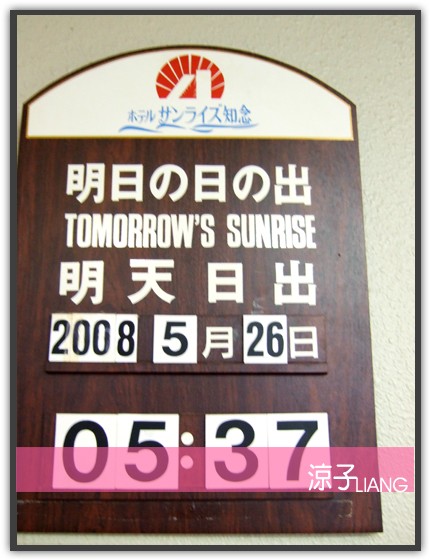 ホテル サンライズ知念
明日の日の出
TOMORROW'S SUNRISE
明天日出
2008 5月 26日
05:37
涼子LIANG